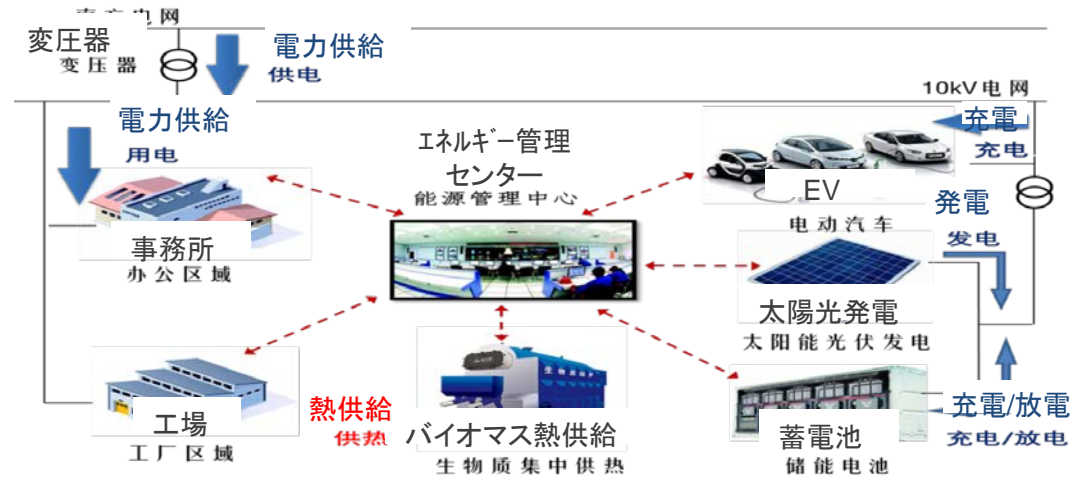 変圧器
变压器
電力供給
供电
10kV电网
電力供給
用电
エネルギー管理
センター
能源管理中心
充電
充电
EV
电动汽车
発電
发电
事務所
办公区域
太陽光発電
太阳能光伏发电
工場
工厂区域
熱供給
供热
バイオマス熱供給
生物质集中供热
蓄電池
储能电池
充電/放電
充电/放电